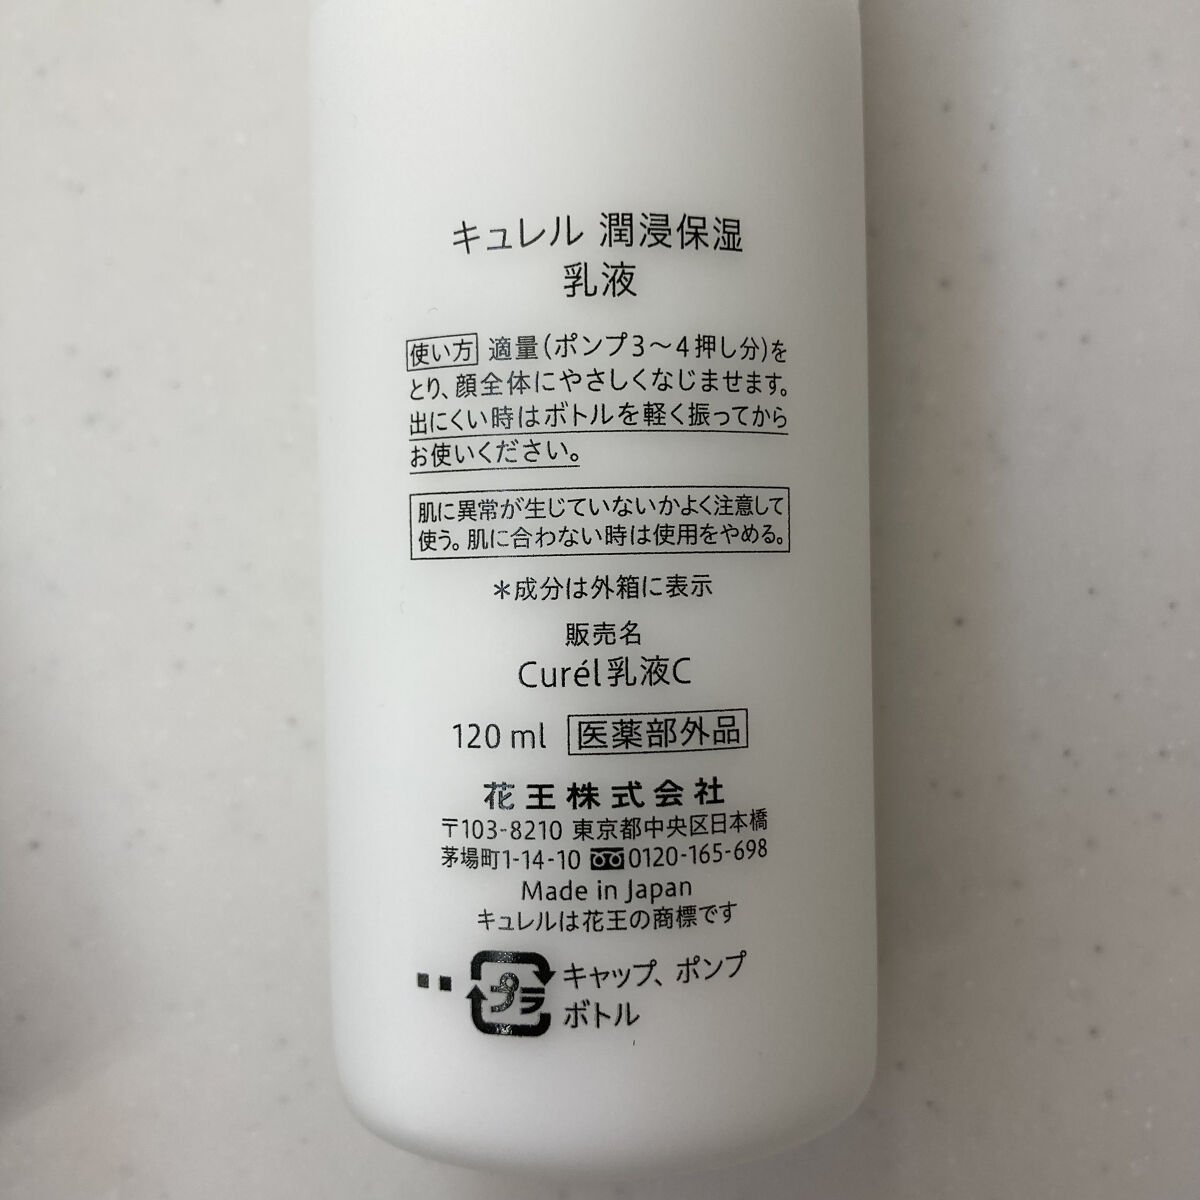 キュレル 潤浸保湿
乳液
使い方 適量(ポンプ3〜4押し分)を
とり、顔全体にやさしくなじませます。
出にくい時はボトルを軽く振ってから
お使いください。
肌に異常が生じていないかよく注意して
使う。肌に合わない時は使用をやめる。
＊成分は外箱に表示
販売名
Curél乳液C
120 ml 医薬部外品
花王株式会社
〒103-8210 東京都中央区日本橋
茅場町1-14-10 0120-165-698
Made in Japan
キュレルは花王の商標です
プラ キャップ、ポンプ
ボトル